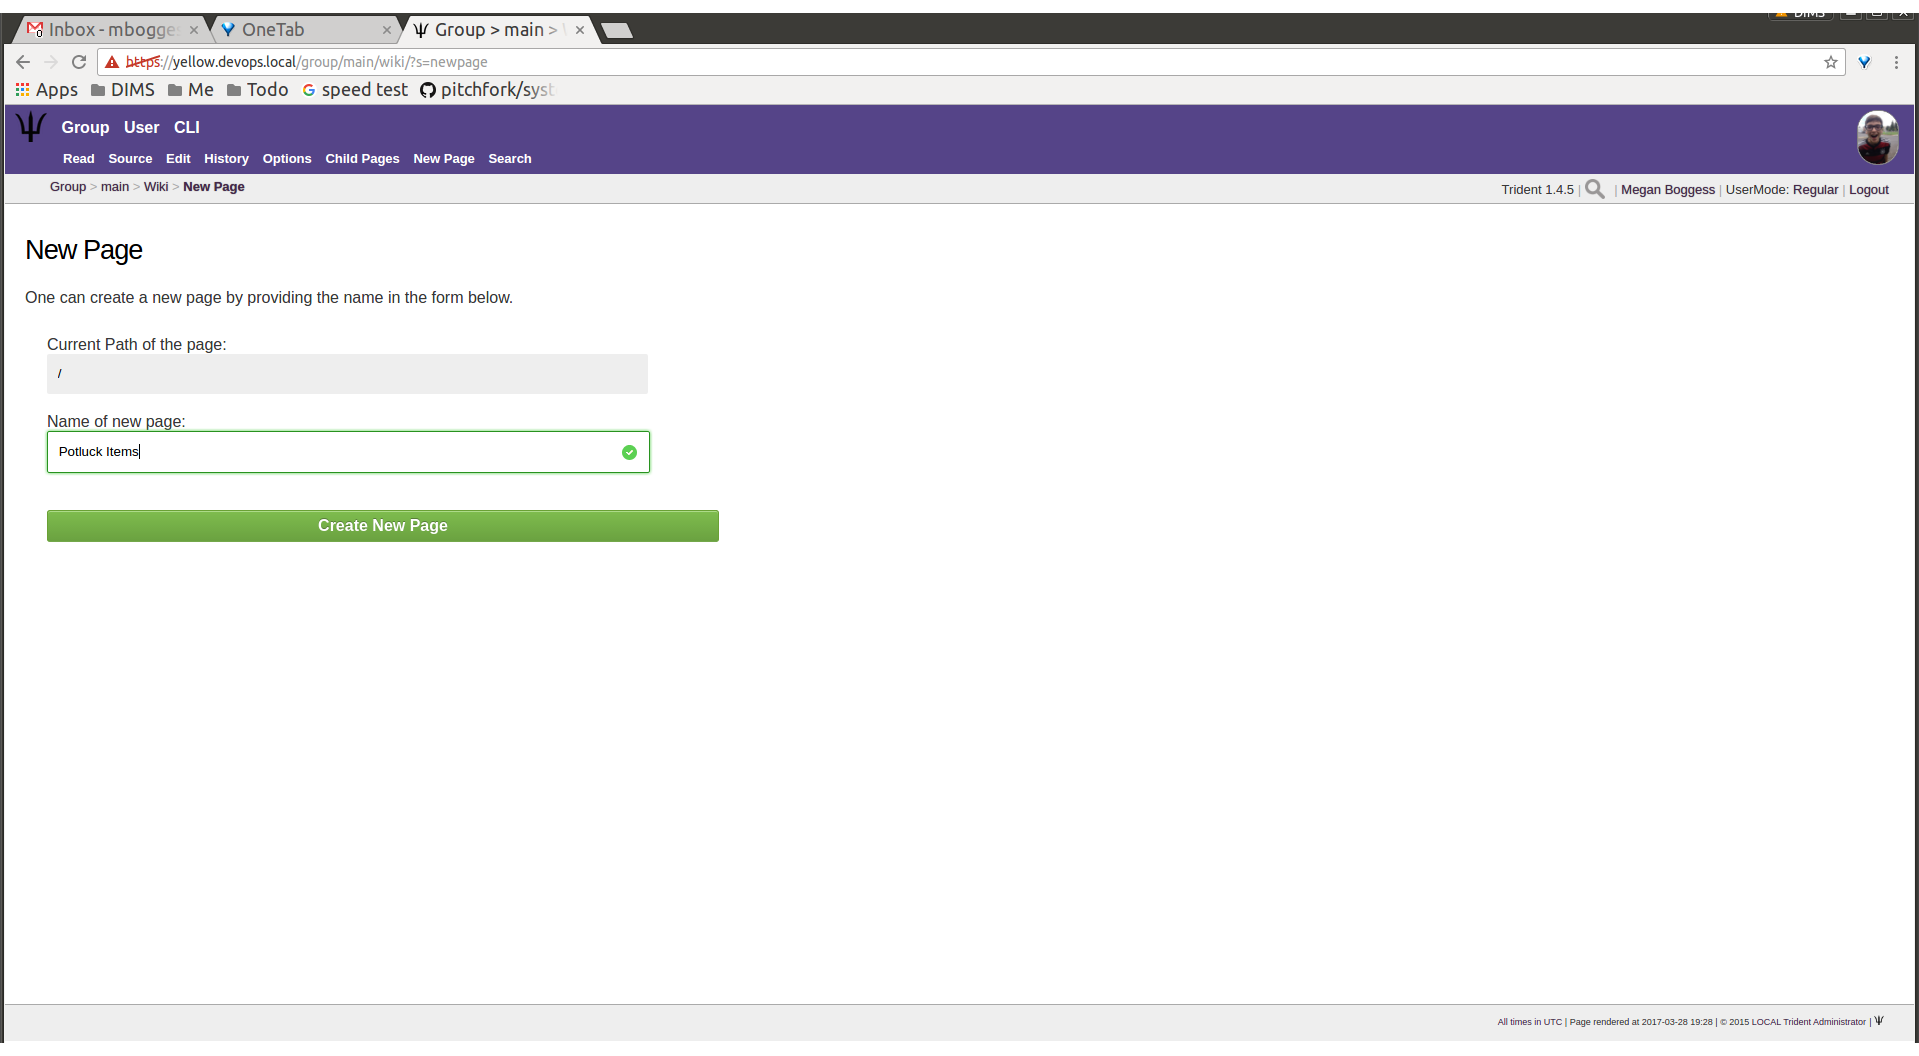 DIMS
Inbox - mbogge
OneTab
Group > main >
https://yellow.devops.local/group/main/wiki/?s=newpage
Apps DIMS Me Todo speed test pitchfork/syst
Group User CLI
Read Source Edit History Options Child Pages New Page Search
Group > main > Wiki > New Page
Trident 1.4.5 | | Megan Boggess | UserMode: Regular | Logout
New Page
One can create a new page by providing the name in the form below.
Current Path of the page:
/
Name of new page:
Potluck Items
Create New Page
All times in UTC | Page rendered at 2017-03-28 19:28 | © 2015 LOCAL Trident Administrator |